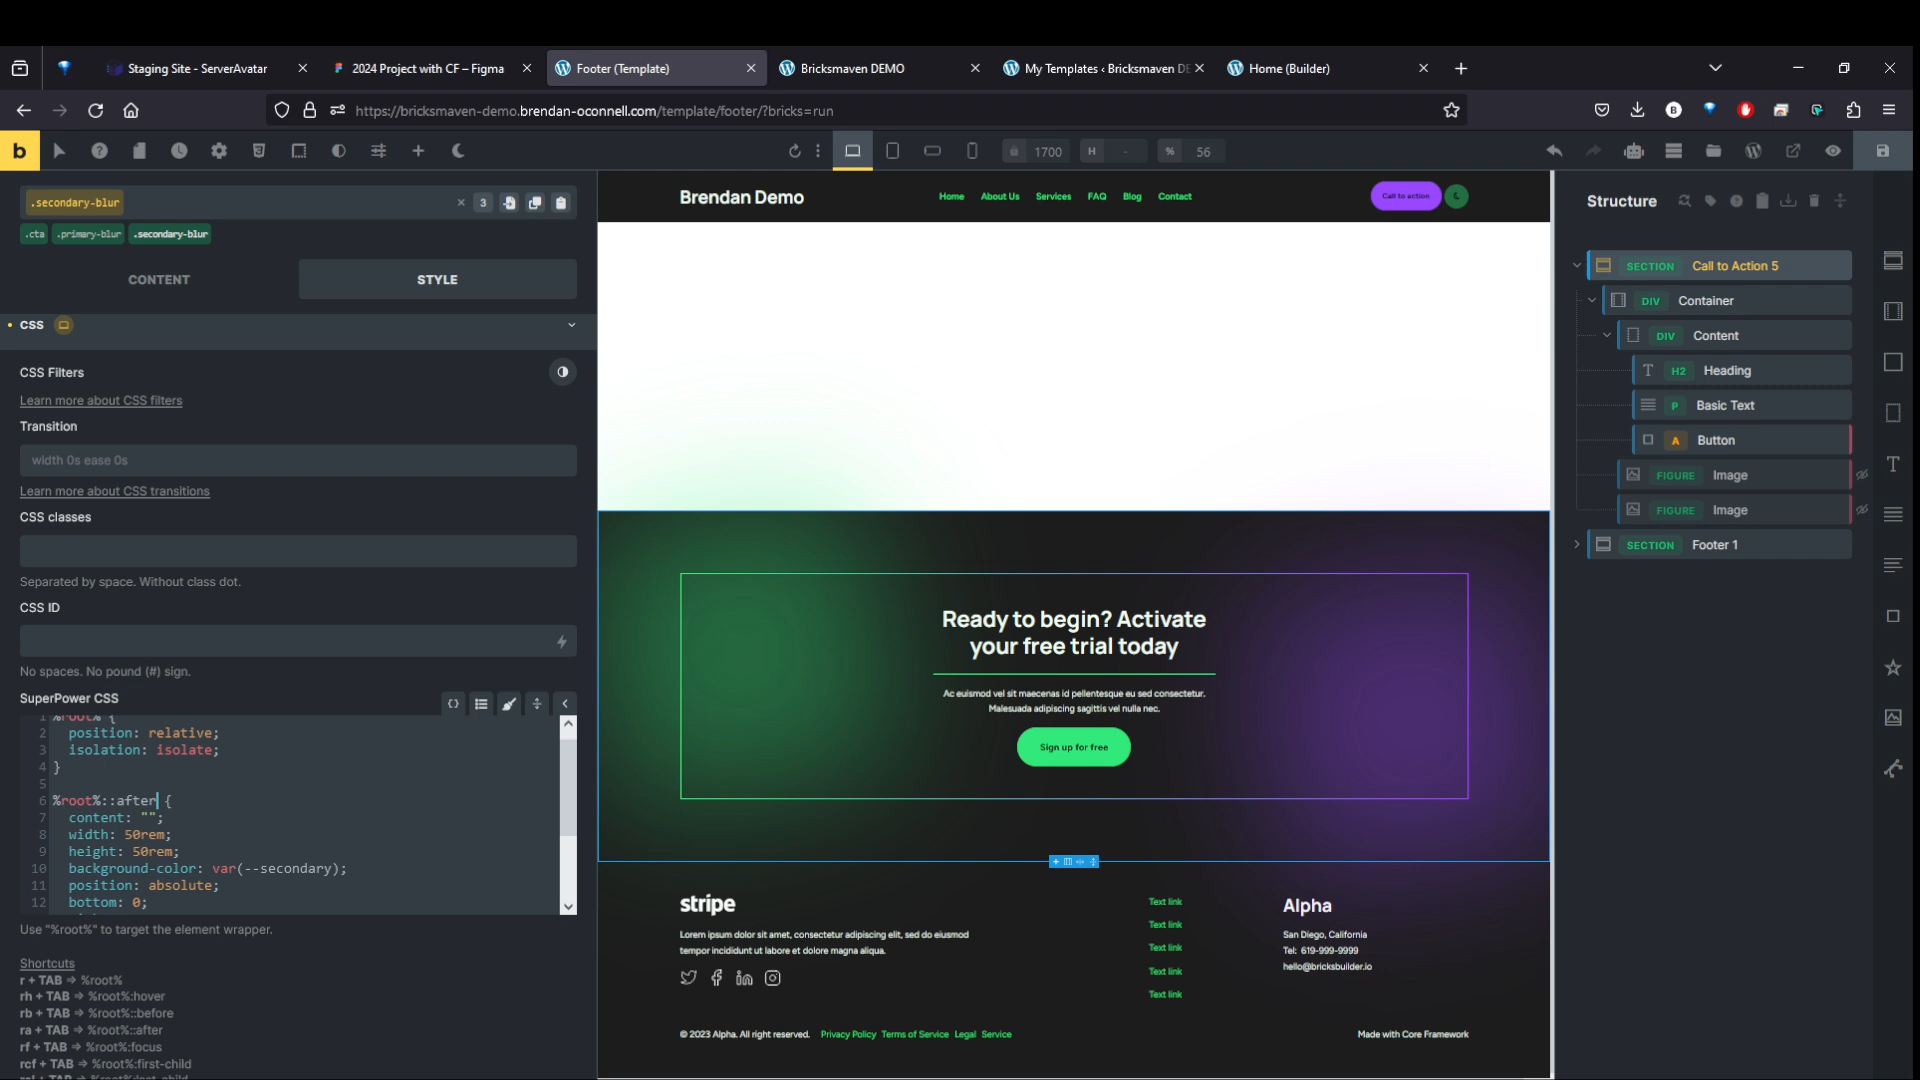 Staging Site - ServerAvatar
2024 Project with CF – Figma
Footer (Template)
Bricksmaven DEMO
My Templates ‹ Bricksmaven DE
Home (Builder)
https://bricksmaven-demo.brendan-oconnell.com/template/footer/?bricks=run
b
1700
H
-
%
56
.secondary-blur
3
.cta
.primary-blur
.secondary-blur
CONTENT
STYLE
CSS
CSS Filters
Learn more about CSS filters
Transition
width 0s ease 0s
Learn more about CSS transitions
CSS classes
Separated by space. Without class dot.
CSS ID
No spaces. No pound (#) sign.
SuperPower CSS
1 %root% {
2 position: relative;
3 isolation: isolate;
4 }
5
6 %root%::after {
7 content: "";
8 width: 50rem;
9 height: 50rem;
10 background-color: var(--secondary);
11 position: absolute;
12 bottom: 0;
Use "%root%" to target the element wrapper.
Shortcuts
r + TAB ⇒ %root%
rh + TAB ⇒ %root%:hover
rb + TAB ⇒ %root%::before
ra + TAB ⇒ %root%::after
rf + TAB ⇒ %root%:focus
rcf + TAB ⇒ %root%:first-child
rcl + TAB ⇒ %root%:last-child
Brendan Demo
Home
About Us
Services
FAQ
Blog
Contact
Call to action
Ready to begin? Activate
your free trial today
Ac euismod vel sit maecenas id pellentesque eu sed consectetur.
Malesuada adipiscing sagittis vel nulla nec.
Sign up for free
stripe
Lorem ipsum dolor sit amet, consectetur adipiscing elit, sed do eiusmod
tempor incididunt ut labore et dolore magna aliqua.
Text link
Text link
Text link
Text link
Text link
Alpha
San Diego, California
Tel: 619-999-9999
hello@bricksbuilder.io
© 2023 Alpha. All right reserved.
Privacy Policy
Terms of Service
Legal
Service
Made with Core Framework
Structure
SECTION Call to Action 5
DIV Container
DIV Content
H2 Heading
P Basic Text
A Button
FIGURE Image
FIGURE Image
SECTION Footer 1